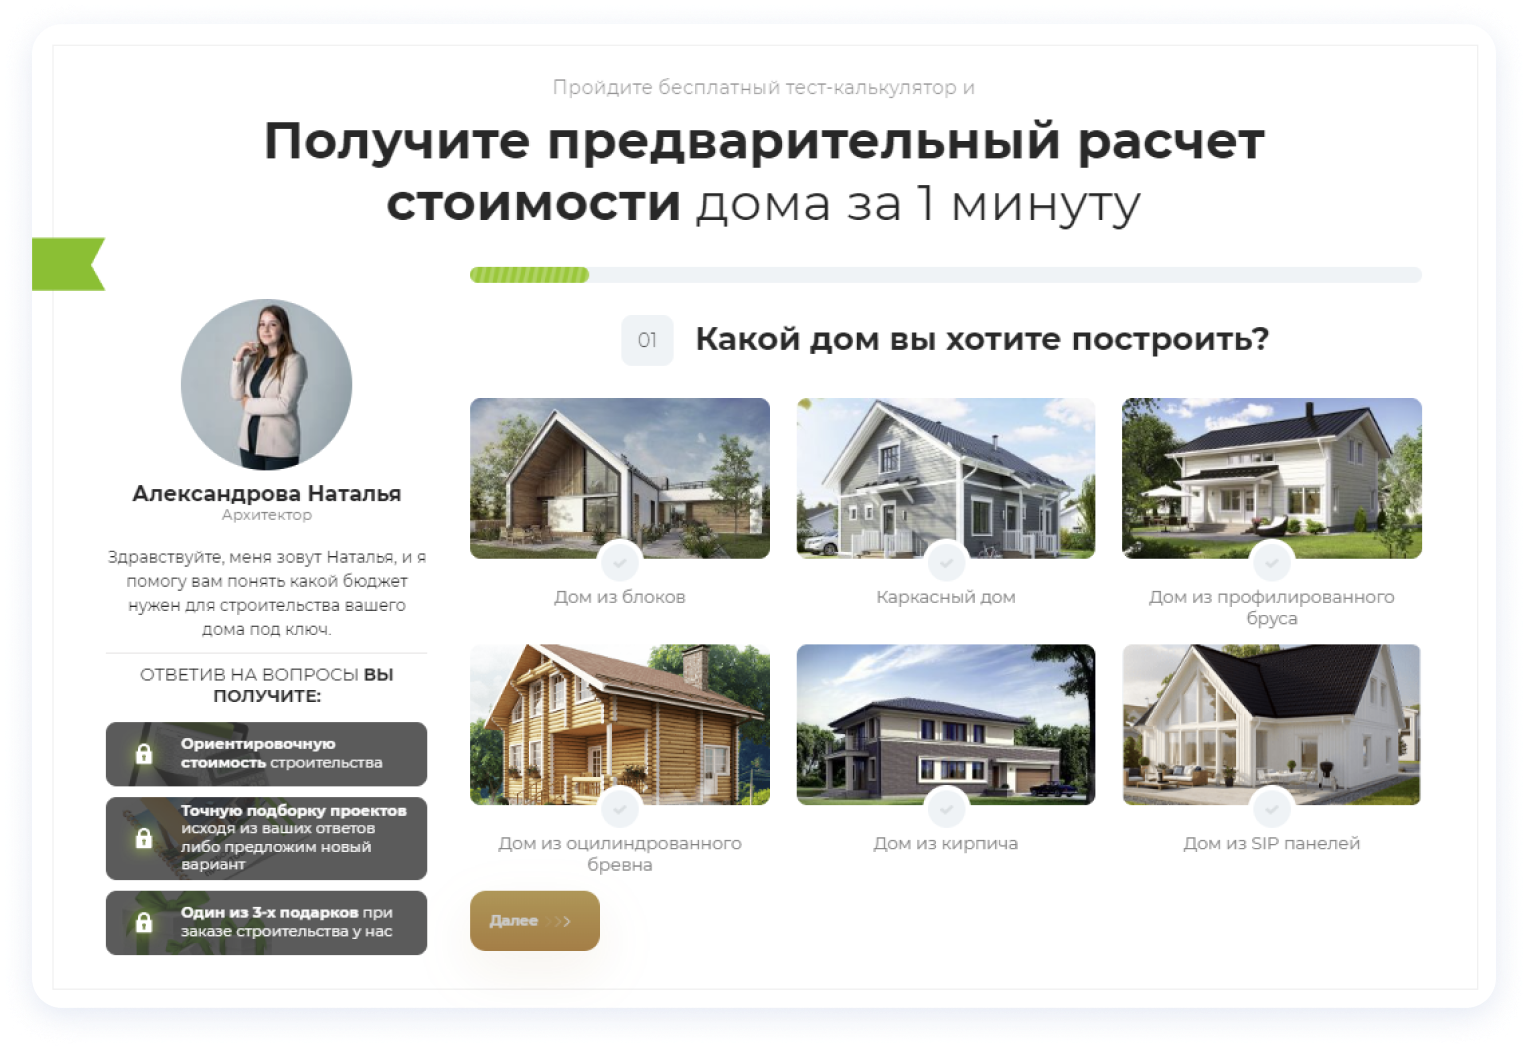 Пройдите бесплатный тест-калькулятор и
Получите предварительный расчет
стоимости дома за 1 минуту
Александрова Наталья
Архитектор
Здравствуйте, меня зовут Наталья, и я
помогу вам понять какой бюджет
нужен для строительства вашего
дома под ключ.
ОТВЕТИВ НА ВОПРОСЫ ВЫ
ПОЛУЧИТЕ:
Ориентировочную
стоимость строительства
Точную подборку проектов
исходя из ваших ответов
либо предложим новый
вариант
Один из 3-х подарков при
заказе строительства у нас
01 Какой дом вы хотите построить?
Дом из блоков
Каркасный дом
Дом из профилированного
бруса
Дом из оцилиндрованного
бревна
Дом из кирпича
Дом из SIP панелей
Далее